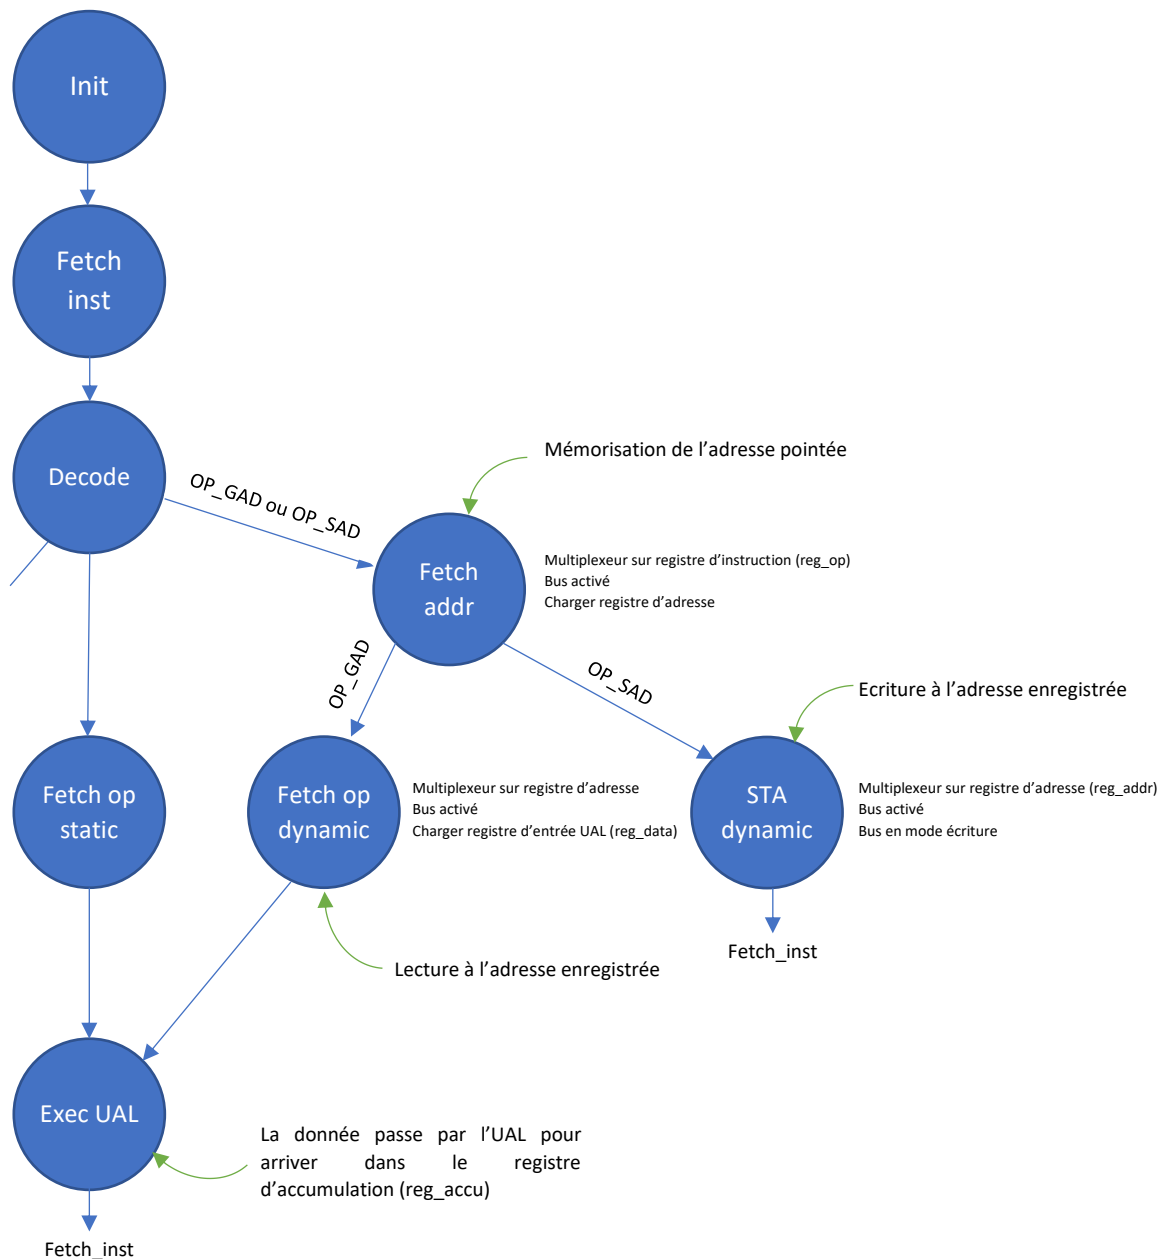 Init
Fetch
inst
Decode
OP_GAD ou OP_SAD
Mémorisation de l’adresse pointée
Fetch
addr
Multiplexeur sur registre d’instruction (reg_op)
Bus activé
Charger registre d’adresse
OP_GAD
OP_SAD
Ecriture à l’adresse enregistrée
Fetch op
static
Fetch op
dynamic
Multiplexeur sur registre d’adresse
Bus activé
Charger registre d’entrée UAL (reg_data)
STA
dynamic
Multiplexeur sur registre d’adresse (reg_addr)
Bus activé
Bus en mode écriture
Fetch_inst
Lecture à l’adresse enregistrée
Exec UAL
La donnée passe par l’UAL pour
arriver dans le registre
d’accumulation (reg_accu)
Fetch_inst